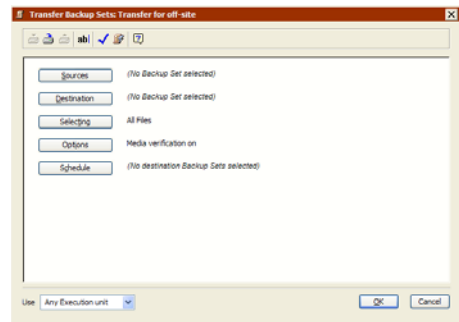 Transfer Backup Sets: Transfer for off-site
abl
Sources (No Backup Set selected)
Destination (No Backup Set selected)
Selecting All Files
Options Media verification on
Schedule (No destination Backup Sets selected)
Use Any Execution unit OK Cancel